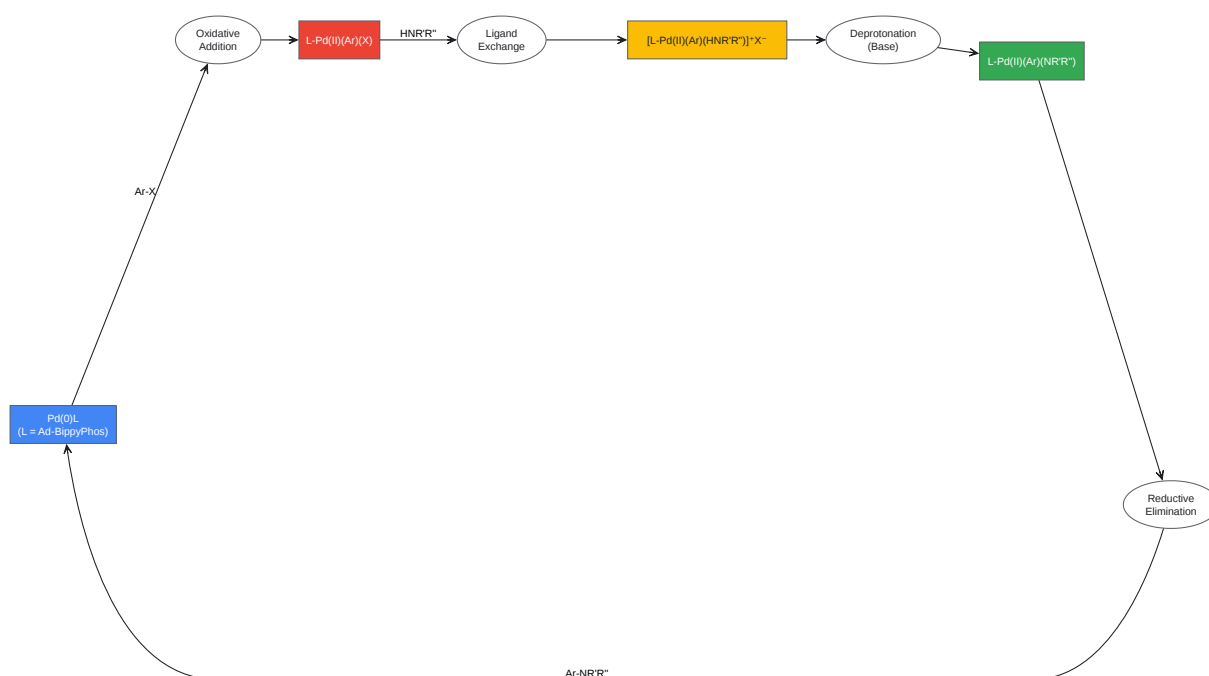 Oxidative
Addition
L-Pd(II)(Ar)(X)
HNR'R"
Ligand
Exchange
[L-Pd(II)(Ar)(HNR'R")]⁺X⁻
Deprotonation
(Base)
L-Pd(II)(Ar)(NR'R")
Ar-X
Pd(0)L
(L = Ad-BippyPhos)
Reductive
Elimination
Ar-NR'R"